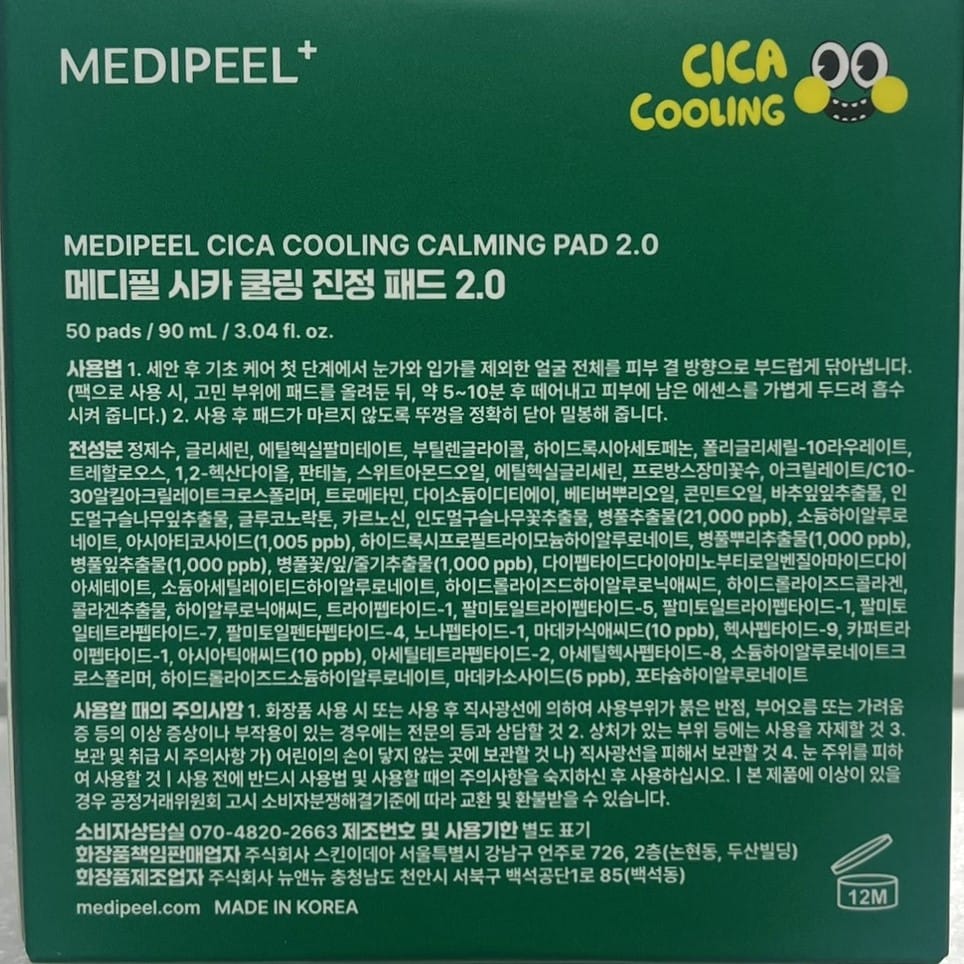 MEDIPEEL+
CICA
COOLING
MEDIPEEL CICA COOLING CALMING PAD 2.0
메디필 시카 쿨링 진정 패드 2.0
50 pads / 90 mL / 3.04 fl. oz.
사용법 1. 세안 후 기초 케어 첫 단계에서 눈가와 입가를 제외한 얼굴 전체를 피부 결 방향으로 부드럽게 닦아냅니다.
(팩으로 사용 시, 고민 부위에 패드를 올려둔 뒤, 약 5~10분 후 떼어내고 피부에 남은 에센스를 가볍게 두드려 흡수
시켜 줍니다.) 2. 사용 후 패드가 마르지 않도록 뚜껑을 정확히 닫아 밀봉해 줍니다.
전성분 정제수, 글리세린, 에틸헥실팔미테이트, 부틸렌글라이콜, 하이드록시아세토페논, 폴리글리세릴-10라우레이트,
트레할로오스, 1,2-헥산다이올, 판테놀, 스위트아몬드오일, 에틸헥실글리세린, 프로방스장미꽃수, 아크릴레이트/C10-
30알킬아크릴레이트크로스폴리머, 트로메타민, 다이소듐이디티에이, 베티버뿌리오일, 콘민트오일, 바추잎잎추출물, 인
도멀구슬나무잎추출물, 글루코노락톤, 카르노신, 인도멀구슬나무꽃추출물, 병풀추출물(21,000 ppb), 소듐하이알루로
네이트, 아시아티코사이드(1,005 ppb), 하이드록시프로필트라이모늄하이알루로네이트, 병풀뿌리추출물(1,000 ppb),
병풀잎추출물(1,000 ppb), 병풀꽃/잎/줄기추출물(1,000 ppb), 다이펩타이드다이아미노부티로일벤질아마이드다이
아세테이트, 소듐아세틸레이티드하이알루로네이트, 하이드롤라이즈드하이알루로닉애씨드, 하이드롤라이즈드콜라겐,
콜라겐추출물, 하이알루로닉애씨드, 트라이펩타이드-1, 팔미토일트라이펩타이드-5, 팔미토일트라이펩타이드-1, 팔미토
일테트라펩타이드-7, 팔미토일펜타펩타이드-4, 노나펩타이드-1, 마데카식애씨드(10 ppb), 헥사펩타이드-9, 카퍼트라
이펩타이드-1, 아시아틱애씨드(10 ppb), 아세틸테트라펩타이드-2, 아세틸헥사펩타이드-8, 소듐하이알루로네이트크
로스폴리머, 하이드롤라이즈드소듐하이알루로네이트, 마데카소사이드(5 ppb), 포타슘하이알루로네이트
사용할 때의 주의사항 1. 화장품 사용 시 또는 사용 후 직사광선에 의하여 사용부위가 붉은 반점, 부어오름 또는 가려움
증 등의 이상 증상이나 부작용이 있는 경우에는 전문의 등과 상담할 것 2. 상처가 있는 부위 등에는 사용을 자제할 것 3.
보관 및 취급 시 주의사항 가) 어린이의 손이 닿지 않는 곳에 보관할 것 나) 직사광선을 피해서 보관할 것 4. 눈 주위를 피하
여 사용할 것 | 사용 전에 반드시 사용법 및 사용할 때의 주의사항을 숙지하신 후 사용하십시오. | 본 제품에 이상이 있을
경우 공정거래위원회 고시 소비자분쟁해결기준에 따라 교환 및 환불받을 수 있습니다.
소비자상담실 070-4820-2663 제조번호 및 사용기한 별도 표기
화장품책임판매업자 주식회사 스킨이데아 서울특별시 강남구 언주로 726, 2층(논현동, 두산빌딩)
화장품제조업자 주식회사 뉴앤뉴 충청남도 천안시 서북구 백석공단1로 85(백석동)
medipeel.com MADE IN KOREA
12M